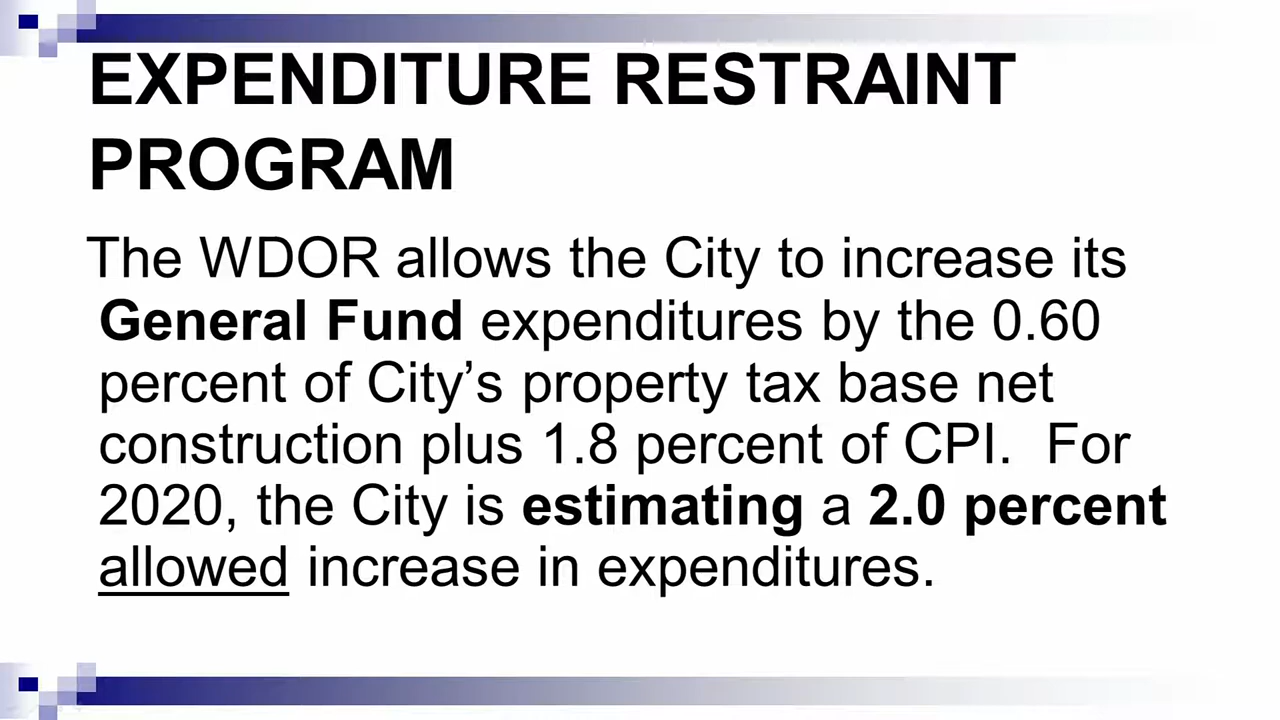 EXPENDITURE RESTRAINT
PROGRAM
The WDOR allows the City to increase its
General Fund expenditures by the 0.60
percent of City’s property tax base net
construction plus 1.8 percent of CPI.  For
2020, the City is estimating a 2.0 percent
allowed increase in expenditures.